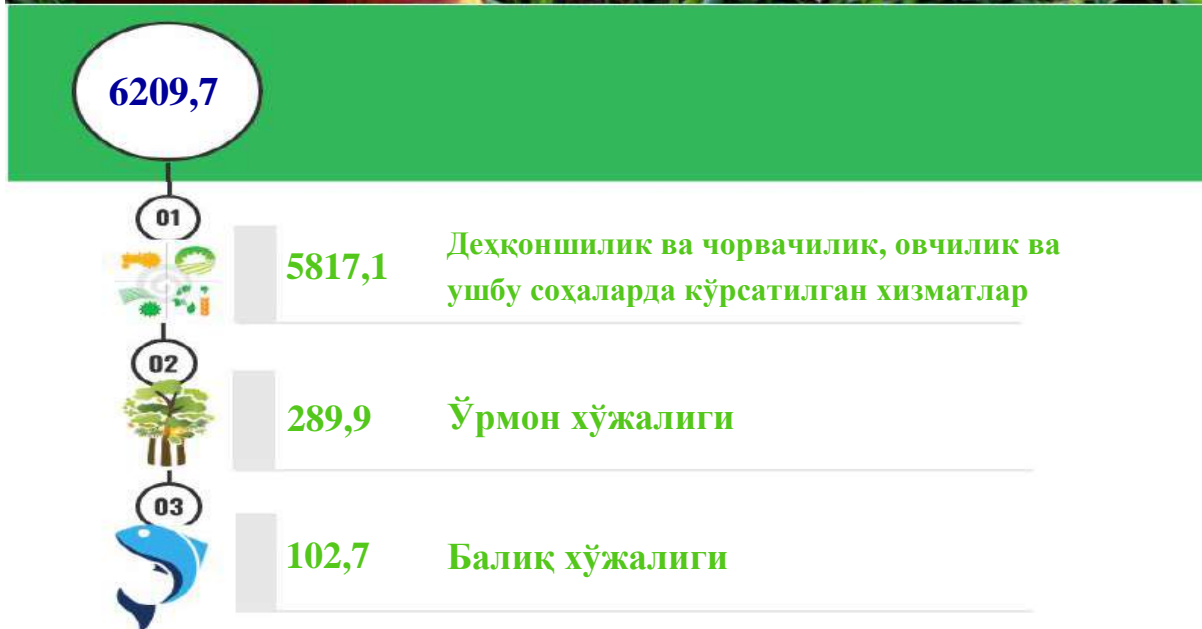 6209,7
01
5817,1
Деҳқоншилик ва чорвачилик, овчилик ва
ушбу соҳаларда кўрсатилган хизматлар
02
289,9
Ўрмон хўжалиги
03
102,7
Балиқ хўжалиги